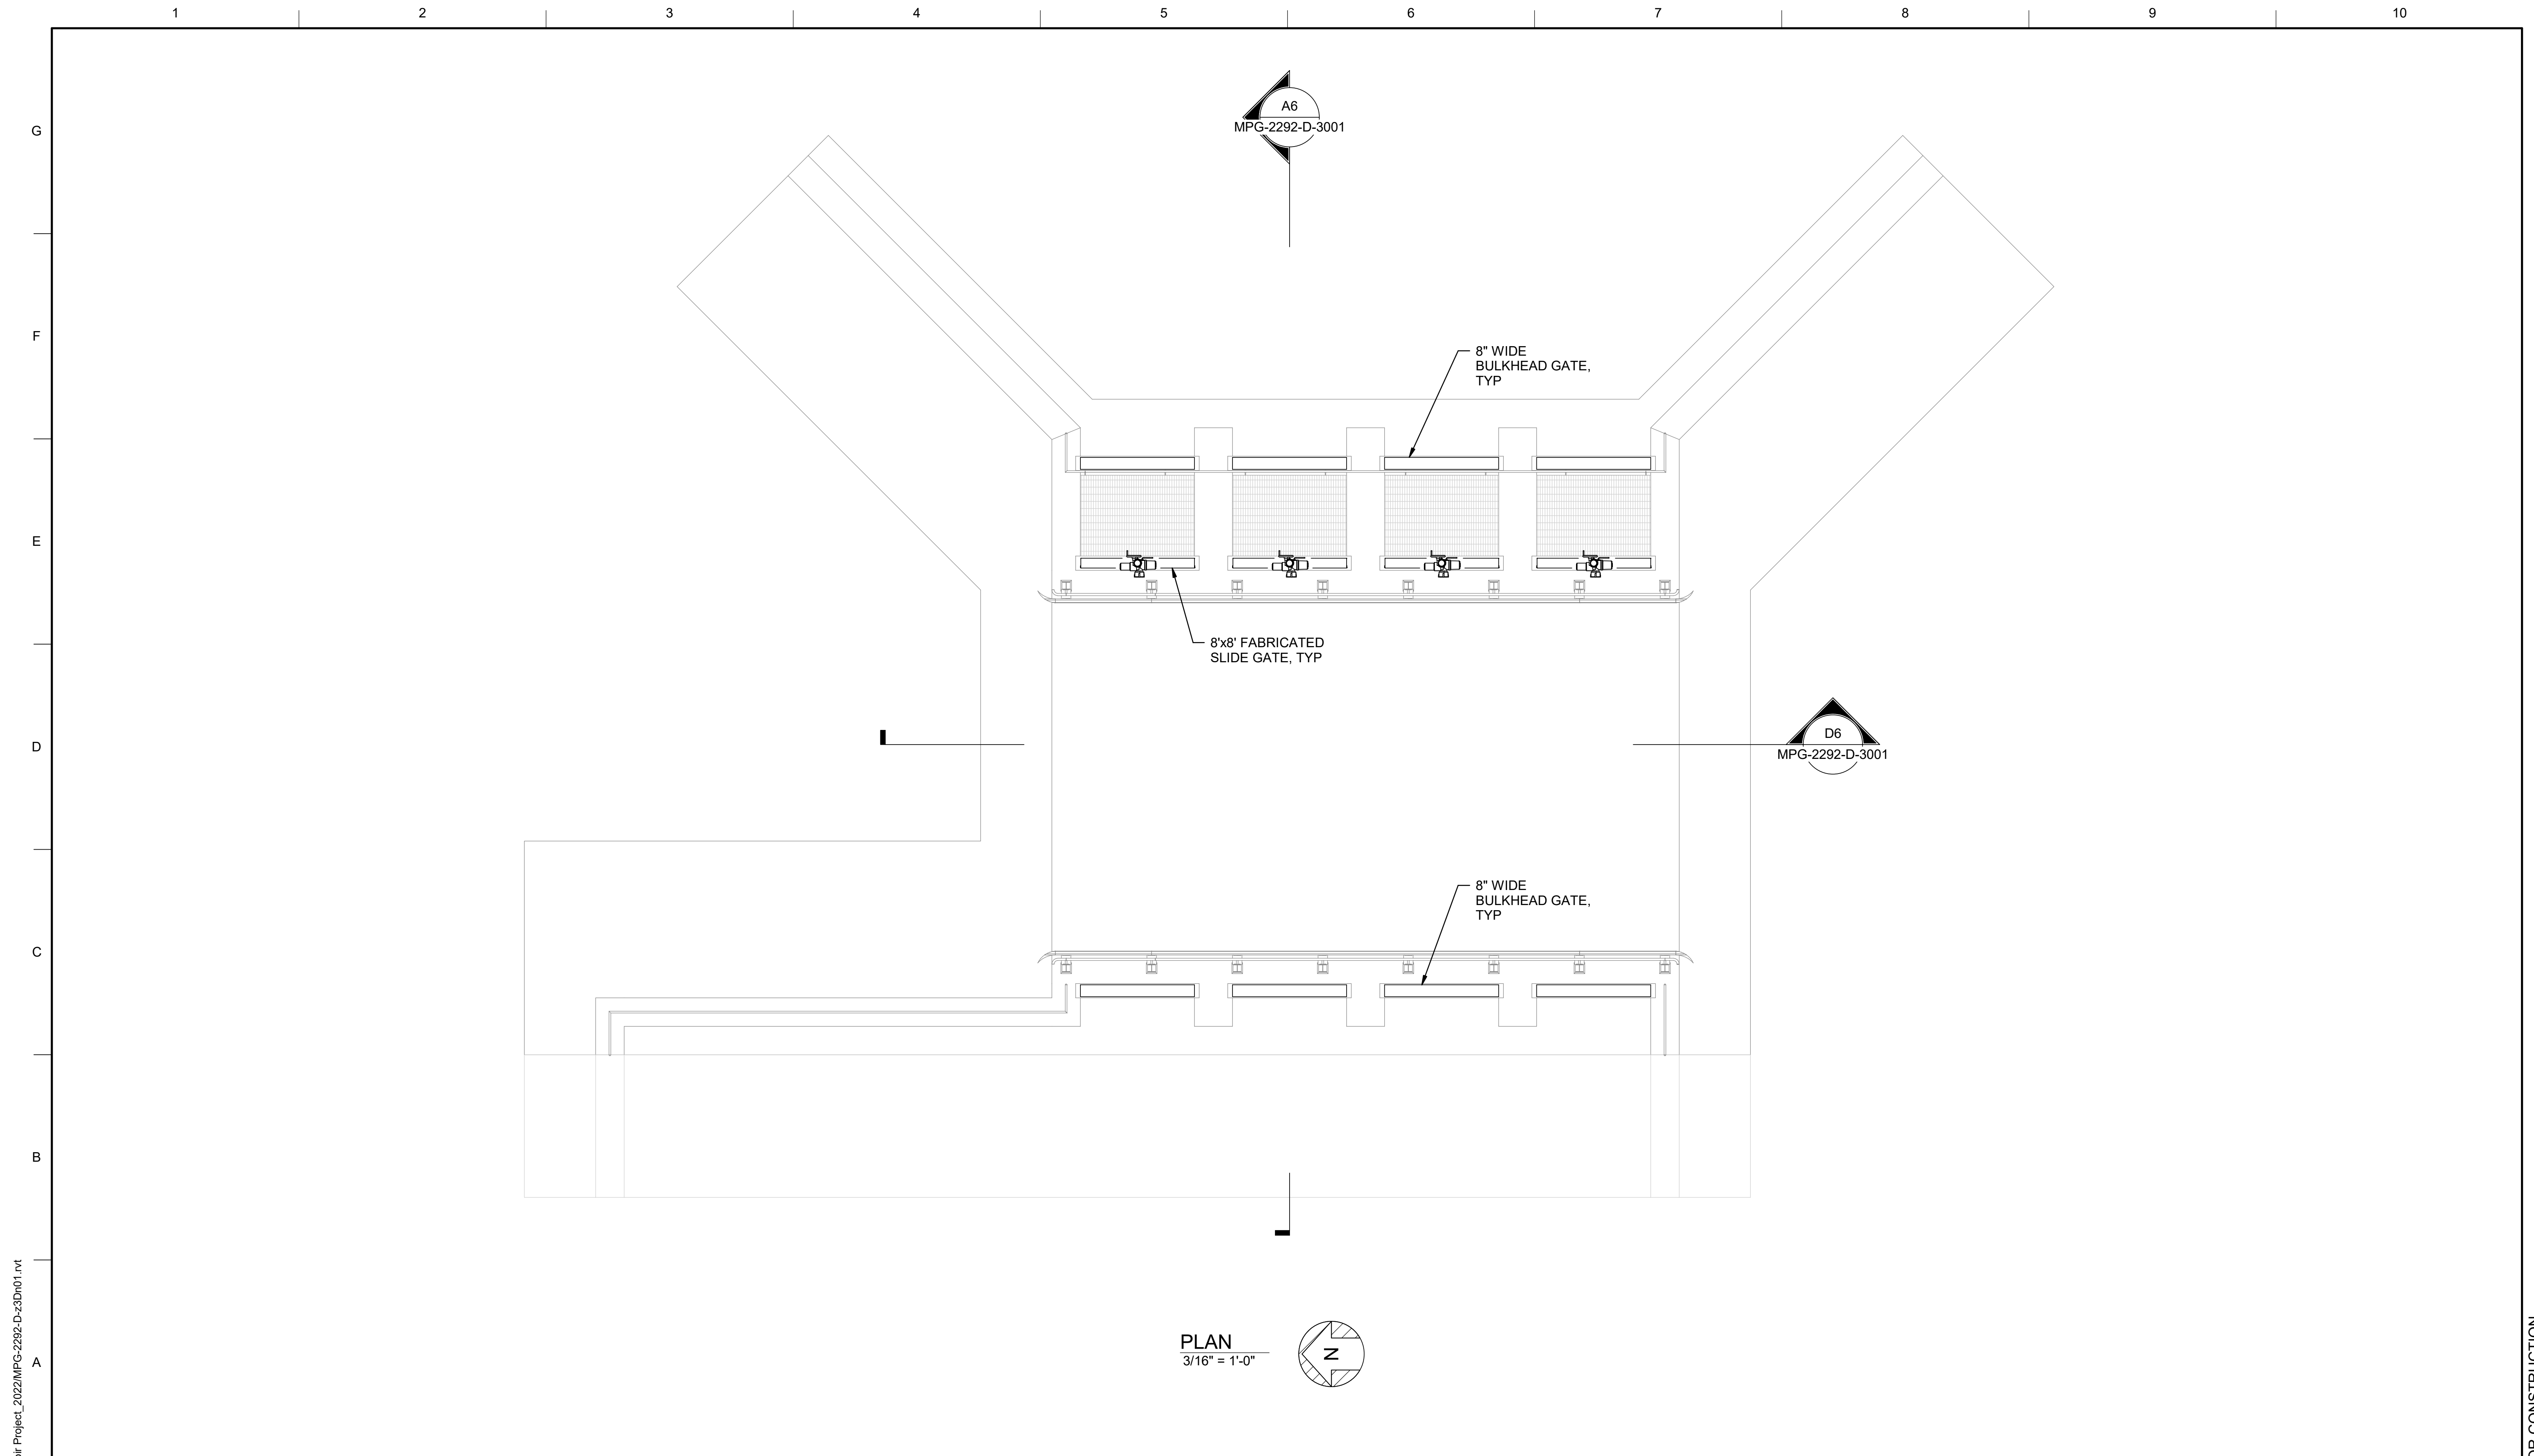 1 2 3 4 5 6 7 8 9 10
G
F
E
D
C
B
A
A6
MPG-2292-D-3001
8" WIDE
BULKHEAD GATE,
TYP
8'x8' FABRICATED
SLIDE GATE, TYP
D6
MPG-2292-D-3001
8" WIDE
BULKHEAD GATE,
TYP
PLAN
3/16" = 1'-0"
N
Project_2022/MPG-2292-D-z3Dn01.rvt
CONSTRUCTION